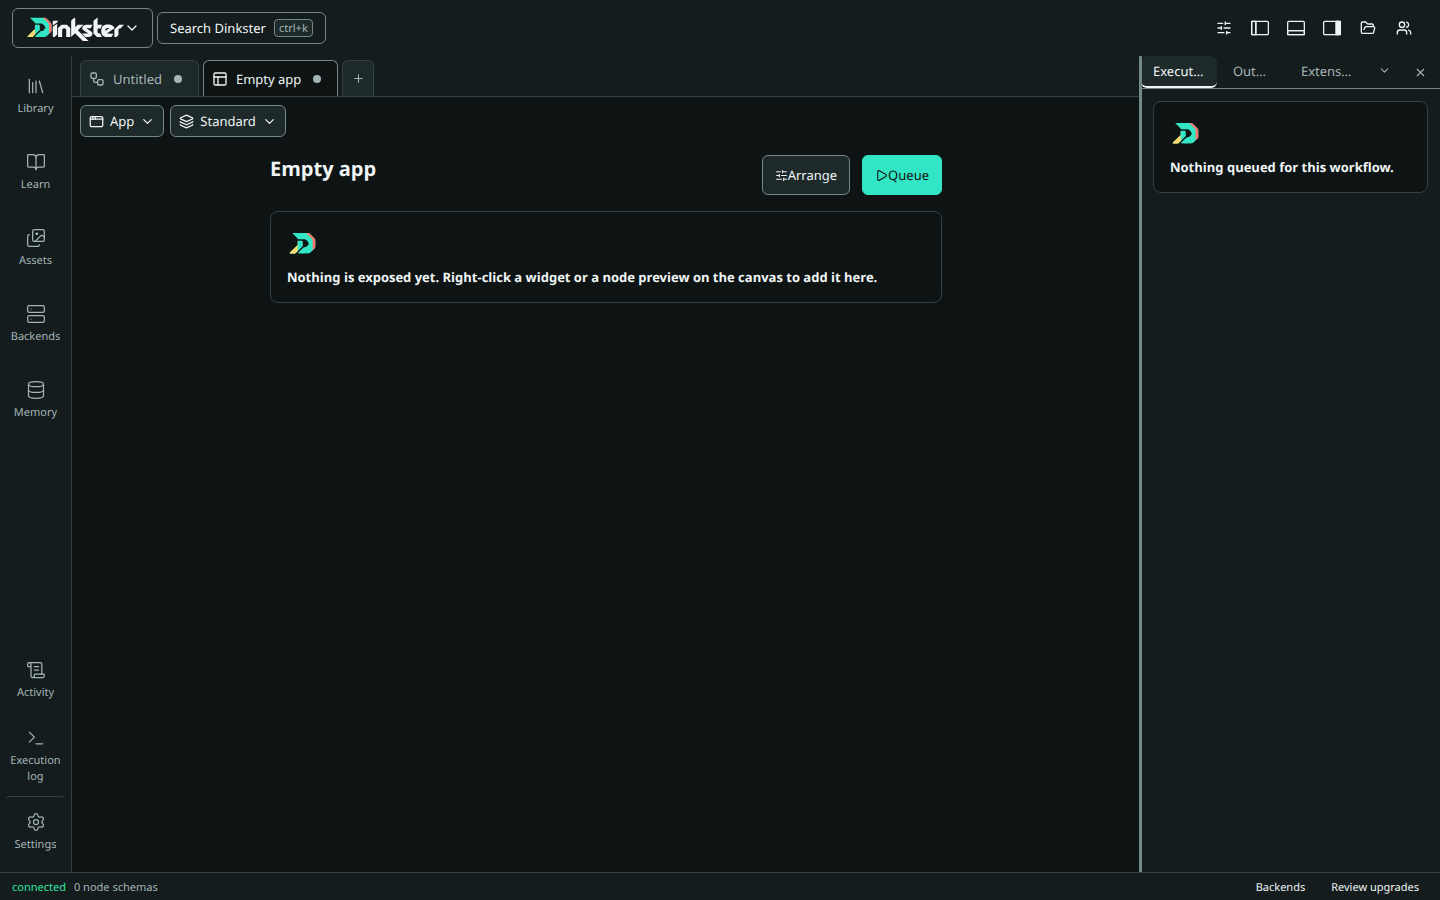 Dinkster
Search Dinkster ctrl+k
Library
Learn
Assets
Backends
Memory
Activity
Execution
log
Settings
Untitled
Empty app
App
Standard
Empty app
Arrange
Queue
Nothing is exposed yet. Right-click a widget or a node preview on the canvas to add it here.
Execut...
Out...
Extens...
Nothing queued for this workflow.
connected 0 node schemas
Backends
Review upgrades